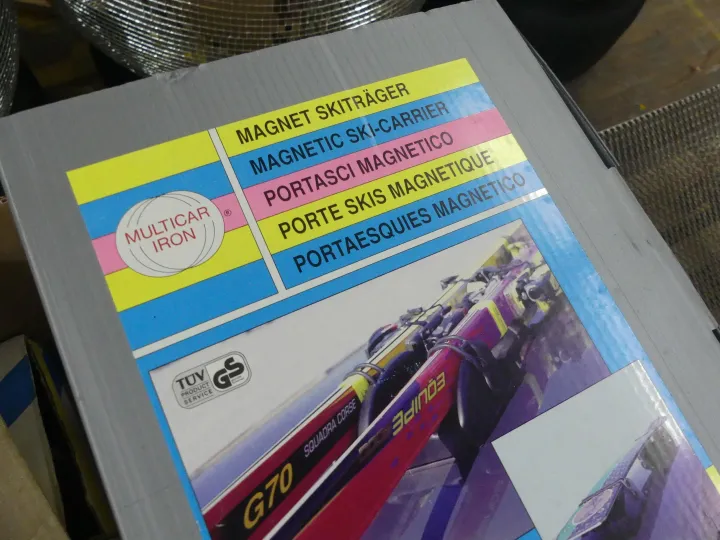 MAGNET SKITRÄGER
MAGNETIC SKI-CARRIER
PORTASCI MAGNETICO
PORTE SKIS MAGNETIQUE
PORTAESQUIES MAGNETICO
MULTICAR
IRON
®
TÜV
PRODUCT
SERVICE
GS
G70 SQUADRA CORSE
EQUIPE